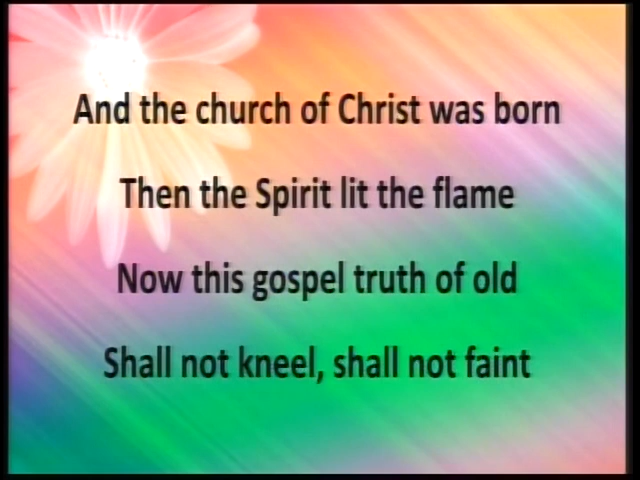 And the church of Christ was born
Then the Spirit lit the flame
Now this gospel truth of old
Shall not kneel, shall not faint